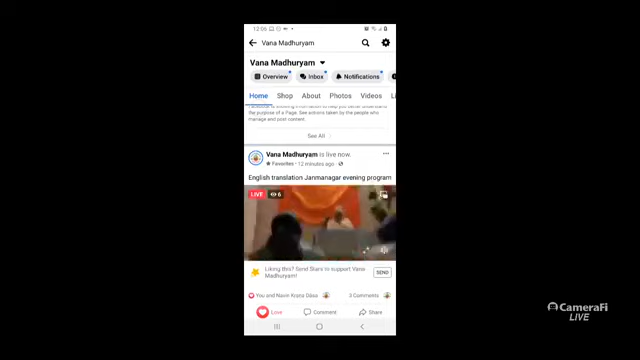 12:06
Vana Madhuryam
Vana Madhuryam
Overview Inbox Notifications
Home Shop About Photos Videos Li
the purpose of a Page. See actions taken by the people who
manage and post content.
See All
Vana Madhuryam is live now.
Favorites · 12 minutes ago
English translation Janmanagar evening program
LIVE 6
Liking this? Send Stars to support Vana
Madhuryam!
SEND
You and Navin Krsna Dāsa
3 Comments
Love Comment Share
CameraFi
LIVE